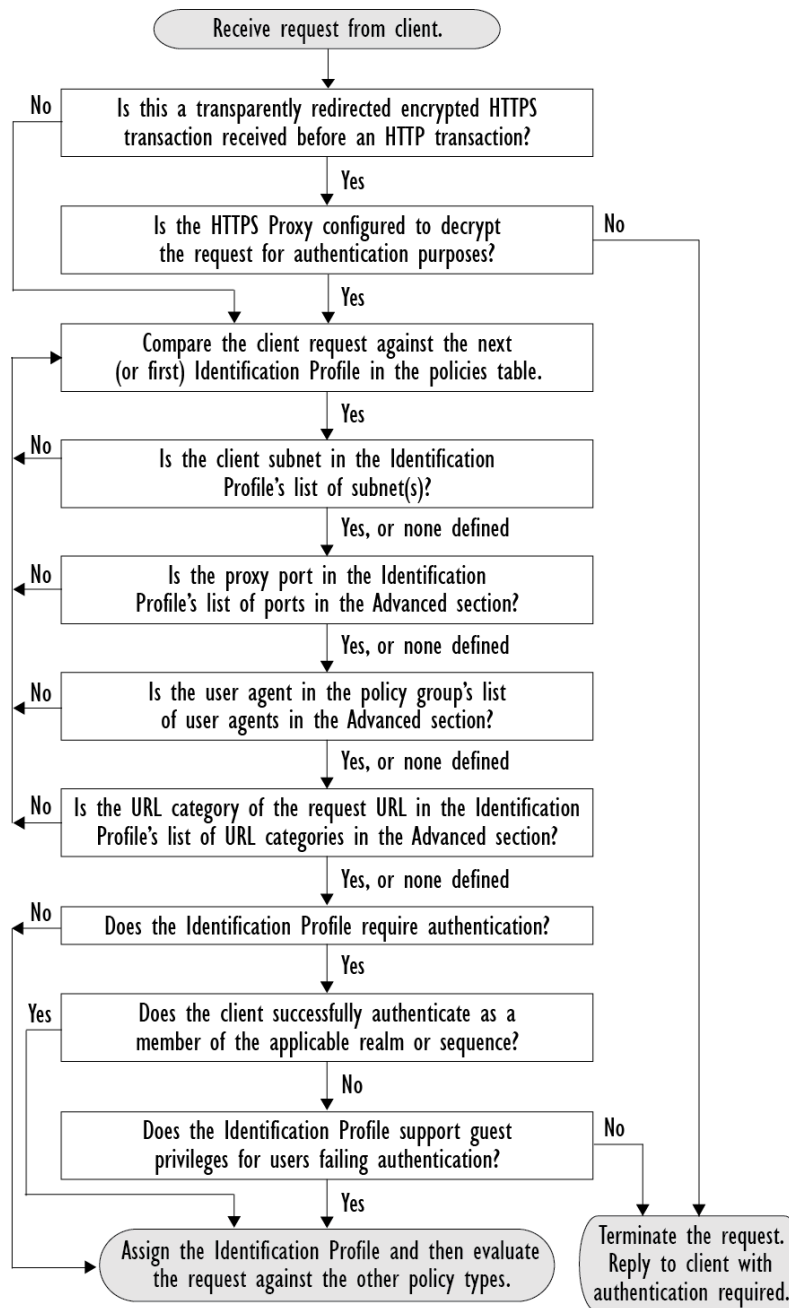 Receive request from client.
No
Is this a transparently redirected encrypted HTTPS
transaction received before an HTTP transaction?
Yes
Is the HTTPS Proxy configured to decrypt
the request for authentication purposes?
No
Yes
Compare the client request against the next
(or first) Identification Profile in the policies table.
Yes
No
Is the client subnet in the Identification
Profile's list of subnet(s)?
Yes, or none defined
No
Is the proxy port in the Identification
Profile's list of ports in the Advanced section?
Yes, or none defined
No
Is the user agent in the policy group's list
of user agents in the Advanced section?
Yes, or none defined
No
Is the URL category of the request URL in the Identification
Profile's list of URL categories in the Advanced section?
Yes, or none defined
No
Does the Identification Profile require authentication?
Yes
Yes
Does the client successfully authenticate as a
member of the applicable realm or sequence?
No
Does the Identification Profile support guest
privileges for users failing authentication?
No
Yes
Assign the Identification Profile and then evaluate
the request against the other policy types.
Terminate the request.
Reply to client with
authentication required.